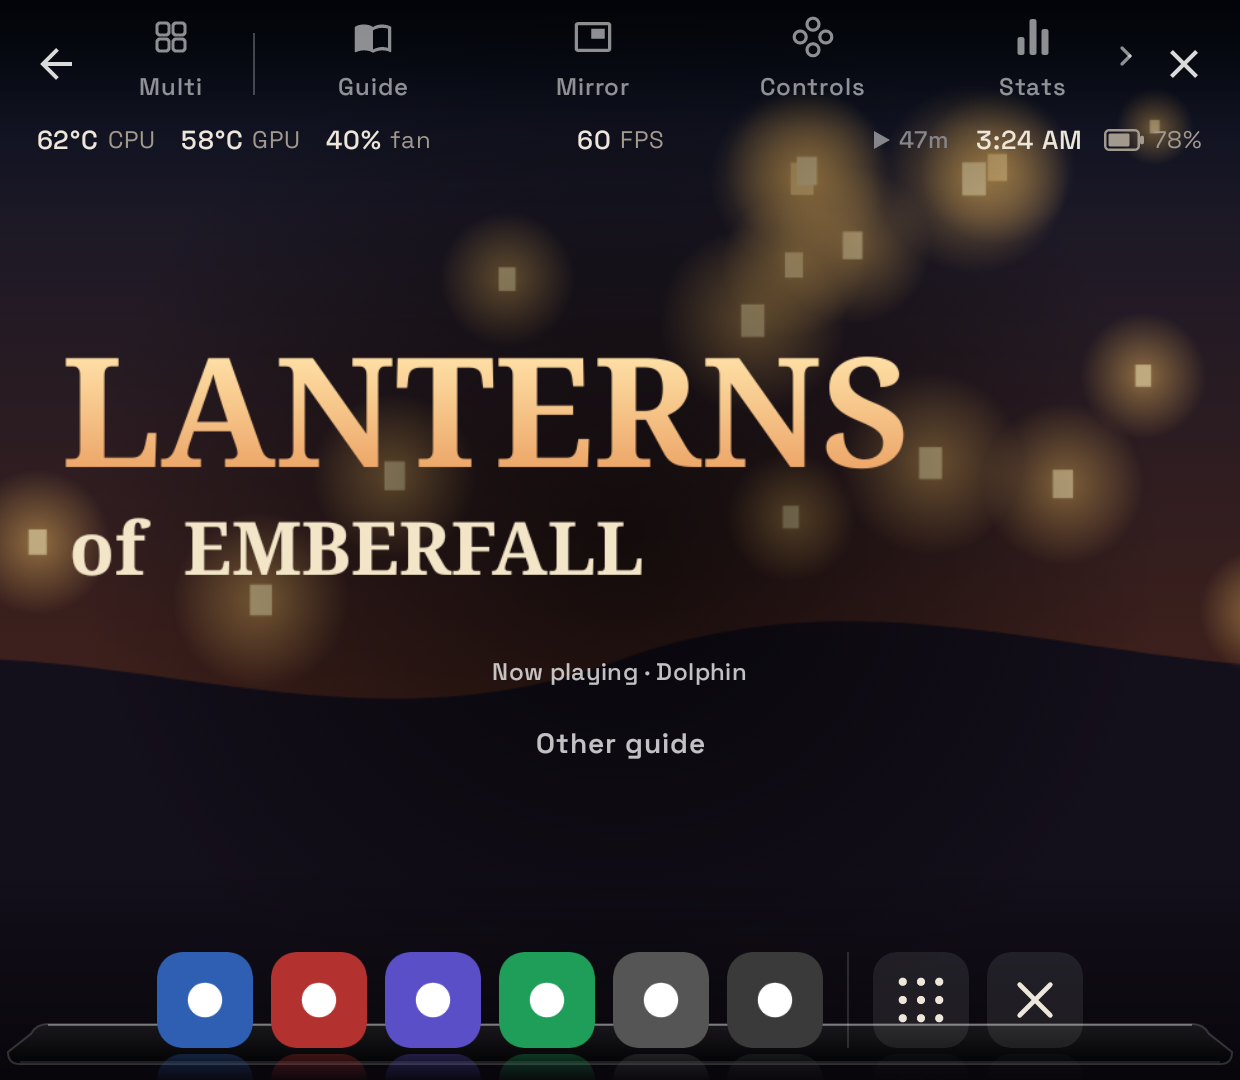 Multi Guide Mirror Controls Stats
62°C CPU 58°C GPU 40% fan 60 FPS 47m 3:24 AM 78%
LANTERNS
of EMBERFALL
Now playing · Dolphin
Other guide